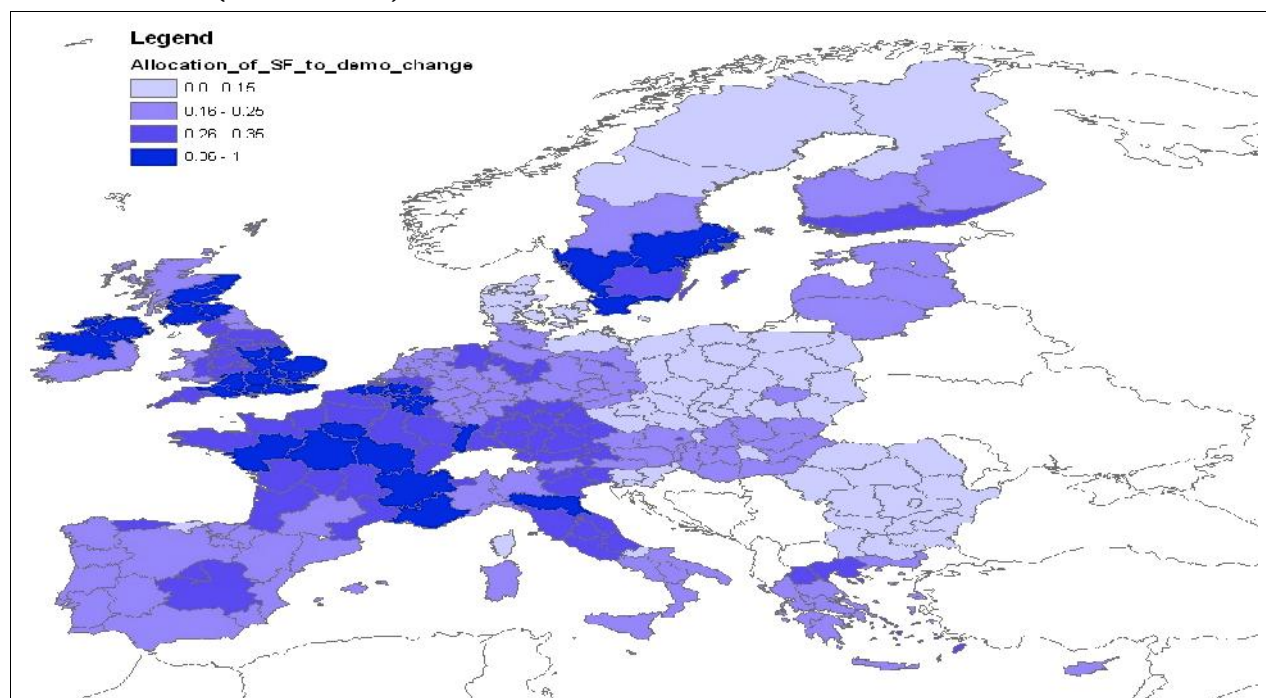 Legend
Allocation_of_SF_to_demo_change
0.0 - 0.15
0.16 - 0.25
0.26 - 0.35
0.36 - 1